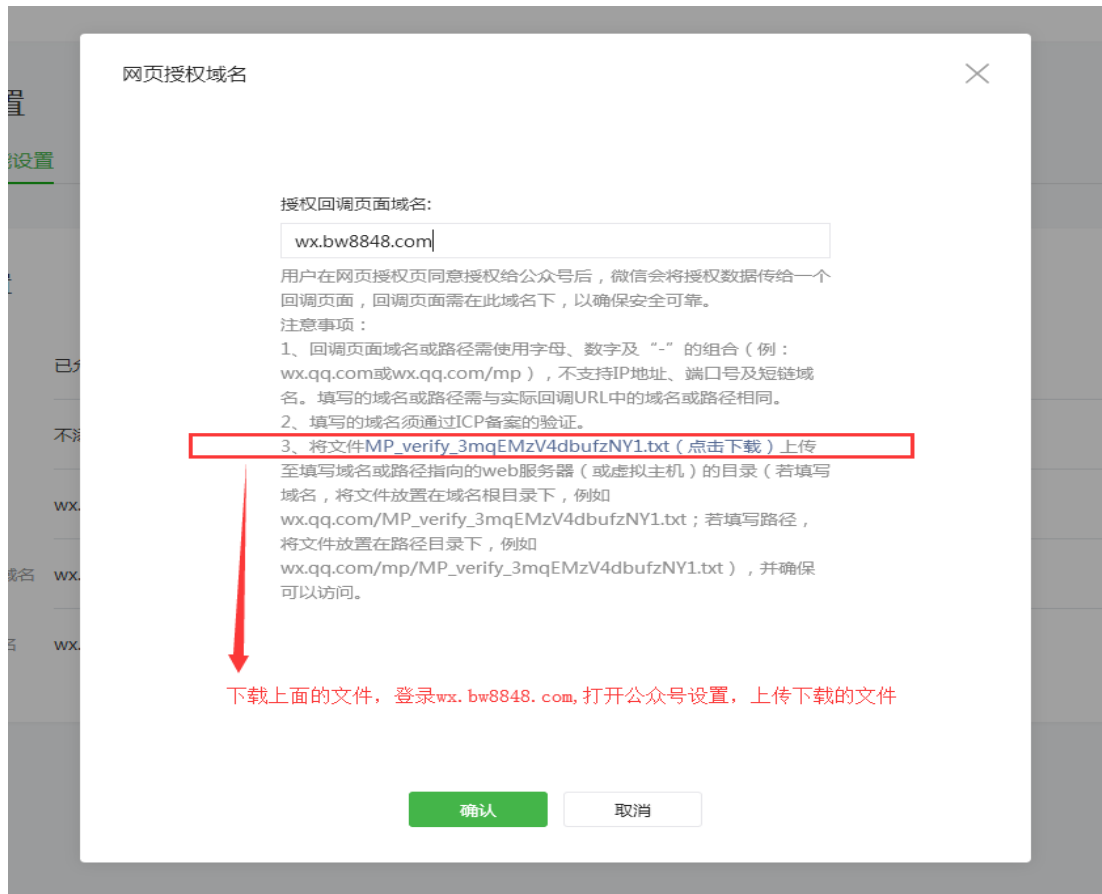 网页授权域名
置
设置
授权回调页面域名:
wx.bw8848.com
用户在网页授权页同意授权给公众号后，微信会将授权数据传给一个
回调页面，回调页面需在此域名下，以确保安全可靠。
注意事项：
1、回调页面域名或路径需使用字母、数字及“-”的组合（例：
wx.qq.com或wx.qq.com/mp），不支持IP地址、端口号及短链域
名。填写的域名或路径需与实际回调URL中的域名或路径相同。
2、填写的域名须通过ICP备案的验证。
3、将文件MP_verify_3mqEMzV4dbufzNY1.txt（点击下载）上传
至填写域名或路径指向的web服务器（或虚拟主机）的目录（若填写
域名，将文件放置在域名根目录下，例如
wx.qq.com/MP_verify_3mqEMzV4dbufzNY1.txt；若填写路径，
将文件放置在路径目录下，例如
wx.qq.com/mp/MP_verify_3mqEMzV4dbufzNY1.txt），并确保
可以访问。
已
不
wx.
域名 wx.
名 wx.
下载上面的文件，登录wx.bw8848.com,打开公众号设置，上传下载的文件
确认
取消